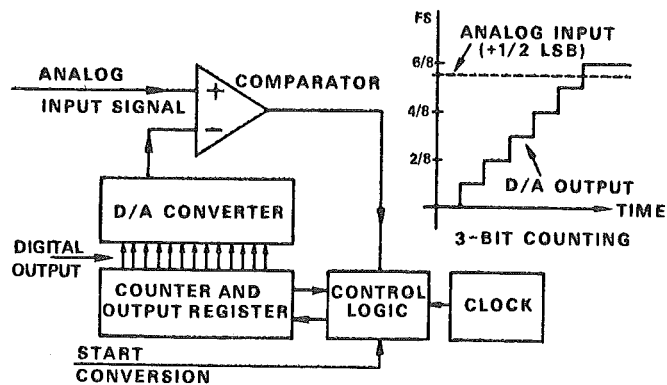 ANALOG
INPUT SIGNAL
+
−
COMPARATOR
D/A CONVERTER
DIGITAL
OUTPUT
COUNTER AND
OUTPUT REGISTER
CONTROL
LOGIC
CLOCK
START
CONVERSION
FS
ANALOG INPUT
(+1/2 LSB)
6/8
4/8
2/8
D/A OUTPUT
TIME
3-BIT COUNTING